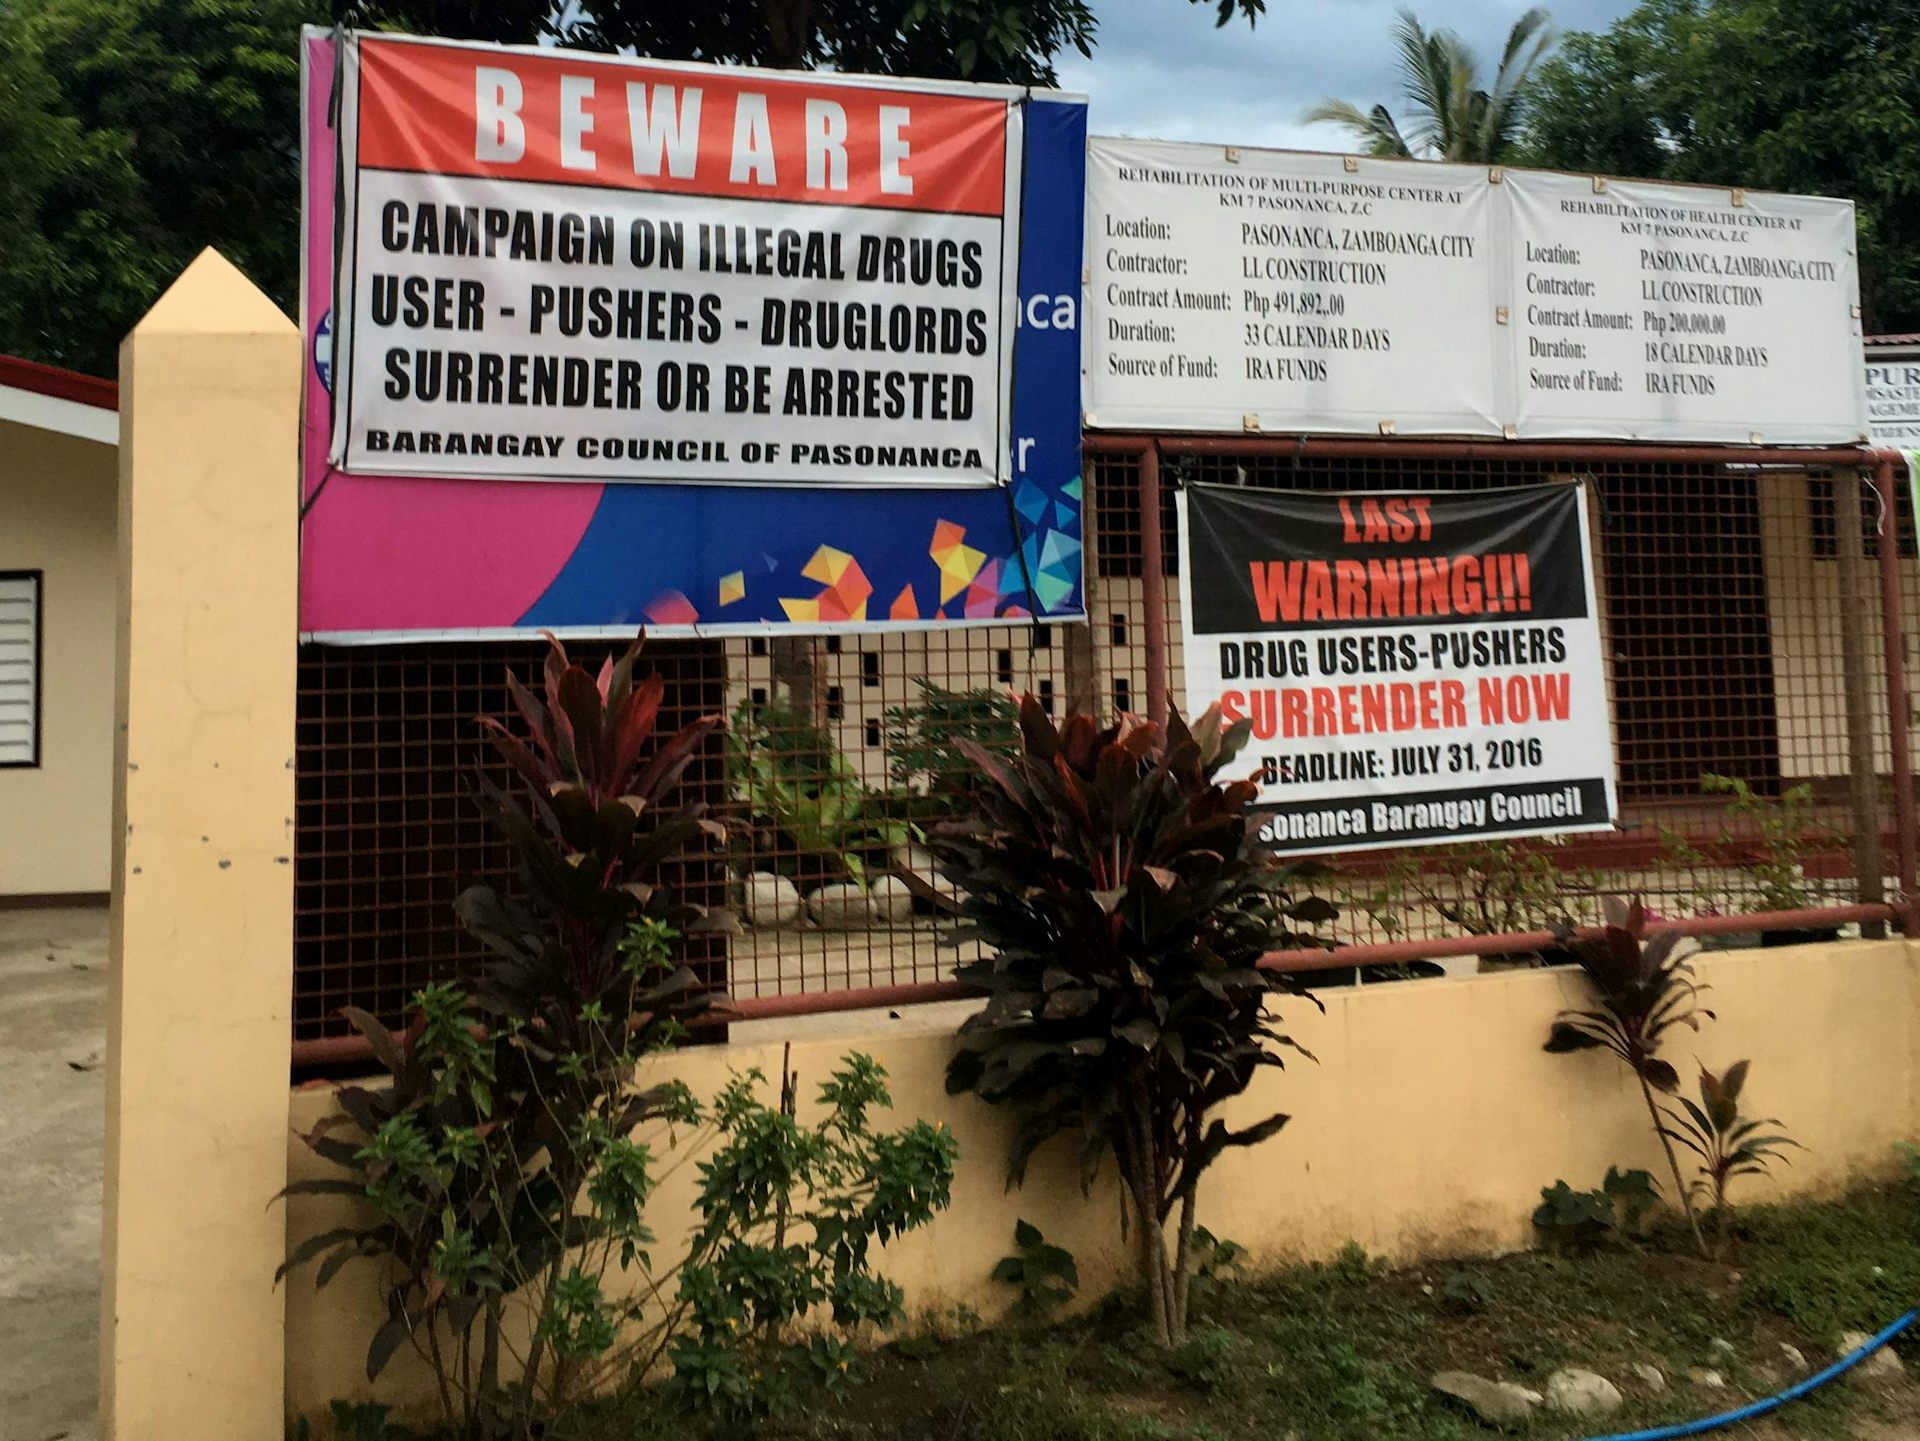 BEWARE
CAMPAIGN ON ILLEGAL DRUGS
USER - PUSHERS - DRUGLORDS
SURRENDER OR BE ARRESTED
BARANGAY COUNCIL OF PASONANCA
REHABILITATION OF MULTI-PURPOSE CENTER AT
KM 7 PASONANCA, Z.C
Location: PASONANCA, ZAMBOANGA CITY
Contractor: LL CONSTRUCTION
Contract Amount: Php 491,892,.00
Duration: 33 CALENDAR DAYS
Source of Fund: IRA FUNDS
REHABILITATION OF HEALTH CENTER AT
KM 7 PASONANCA, Z.C
Location: PASONANCA, ZAMBOANGA CITY
Contractor: LL CONSTRUCTION
Contract Amount: Php 200,000.00
Duration: 18 CALENDAR DAYS
Source of Fund: IRA FUNDS
LAST
WARNING!!!
DRUG USERS-PUSHERS
SURRENDER NOW
DEADLINE: JULY 31, 2016
sonanca Barangay Council